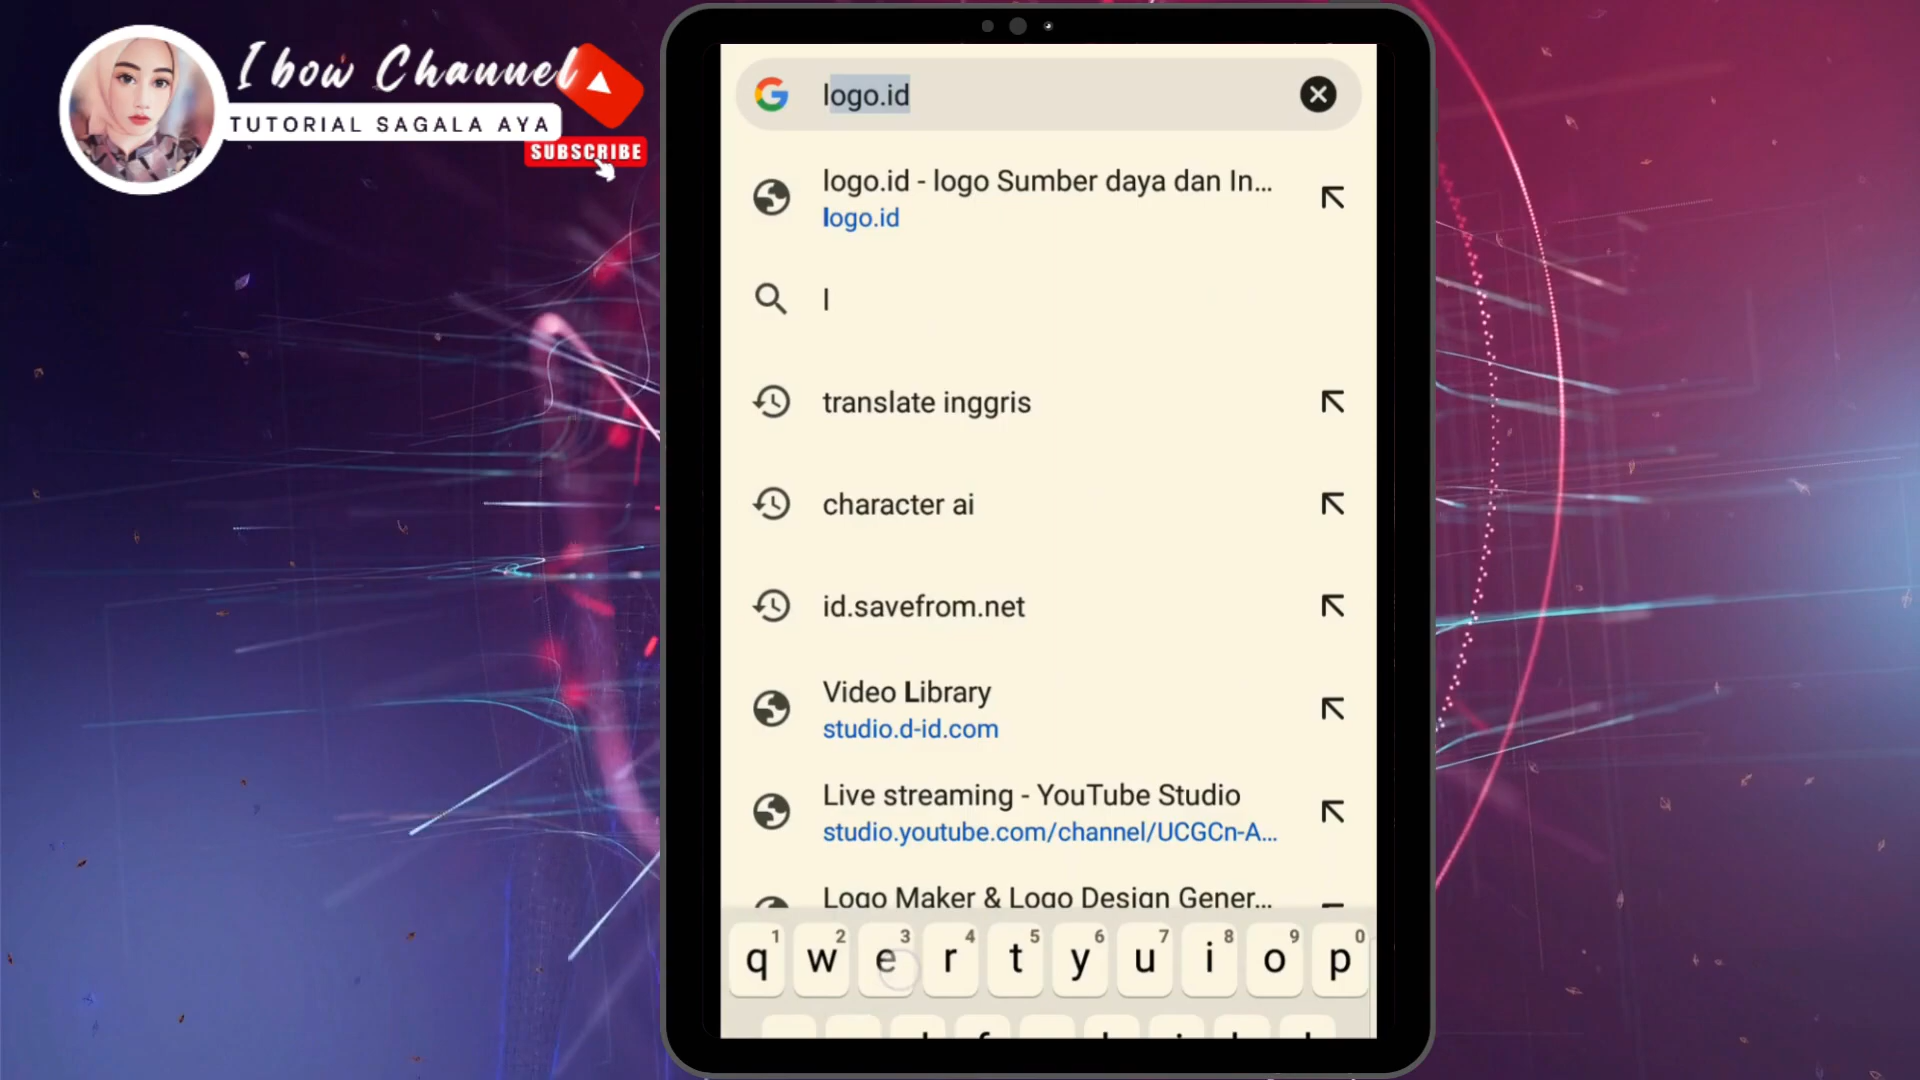 I bow Channel
TUTORIAL SAGALA AYA
SUBSCRIBE
logo.id
logo.id - logo Sumber daya dan In...
logo.id
l
translate inggris
character ai
id.savefrom.net
Video Library
studio.d-id.com
Live streaming - YouTube Studio
studio.youtube.com/channel/UCGCn-A...
Logo Maker & Logo Design Gener...
1 2 3 4 5 6 7 8 9 0
q w e r t y u i o p